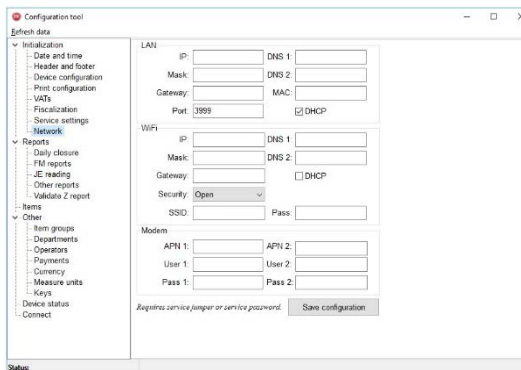 Configuration tool
Refresh data
Initialization
Date and time
Header and footer
Device configuration
Print configuration
VATs
Fiscalization
Service settings
Network
Reports
Daily closure
FM reports
JE reading
Other reports
Validate Z report
Items
Other
Item groups
Departments
Operators
Payments
Currency
Measure units
Keys
Device status
Connect
LAN
IP: DNS 1:
Mask: DNS 2:
Gateway: MAC:
Port: 3999 DHCP
WiFi
IP: DNS 1:
Mask: DNS 2:
Gateway: DHCP
Security: Open
SSID: Pass:
Modem
APN 1: APN 2:
User 1: User 2:
Pass 1: Pass 2:
Requires service jumper or service password. Save configuration
Status: